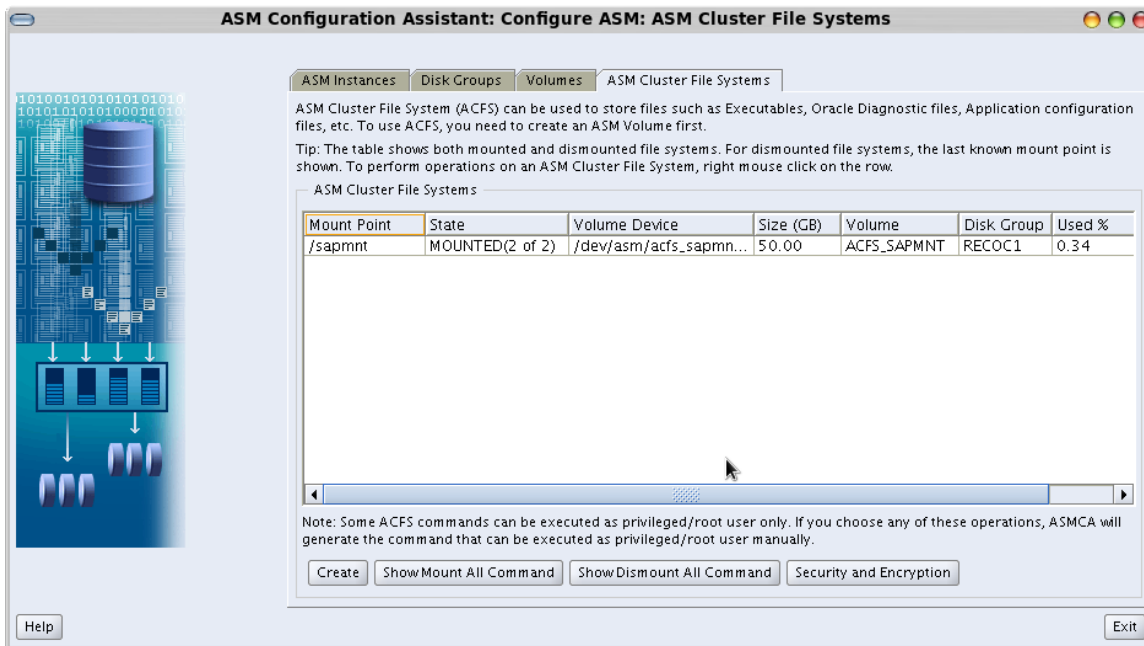 ASM Configuration Assistant: Configure ASM: ASM Cluster File Systems
ASM Instances Disk Groups Volumes ASM Cluster File Systems
ASM Cluster File System (ACFS) can be used to store files such as Executables, Oracle Diagnostic files, Application configuration
files, etc. To use ACFS, you need to create an ASM Volume first.
Tip: The table shows both mounted and dismounted file systems. For dismounted file systems, the last known mount point is
shown. To perform operations on an ASM Cluster File System, right mouse click on the row.
ASM Cluster File Systems
Mount Point State Volume Device Size (GB) Volume Disk Group Used %
/sapmnt MOUNTED(2 of 2) /dev/asm/acfs_sapmn... 50.00 ACFS_SAPMNT RECOC1 0.34
Note: Some ACFS commands can be executed as privileged/root user only. If you choose any of these operations, ASMCA will
generate the command that can be executed as privileged/root user manually.
Create Show Mount All Command Show Dismount All Command Security and Encryption
Help Exit